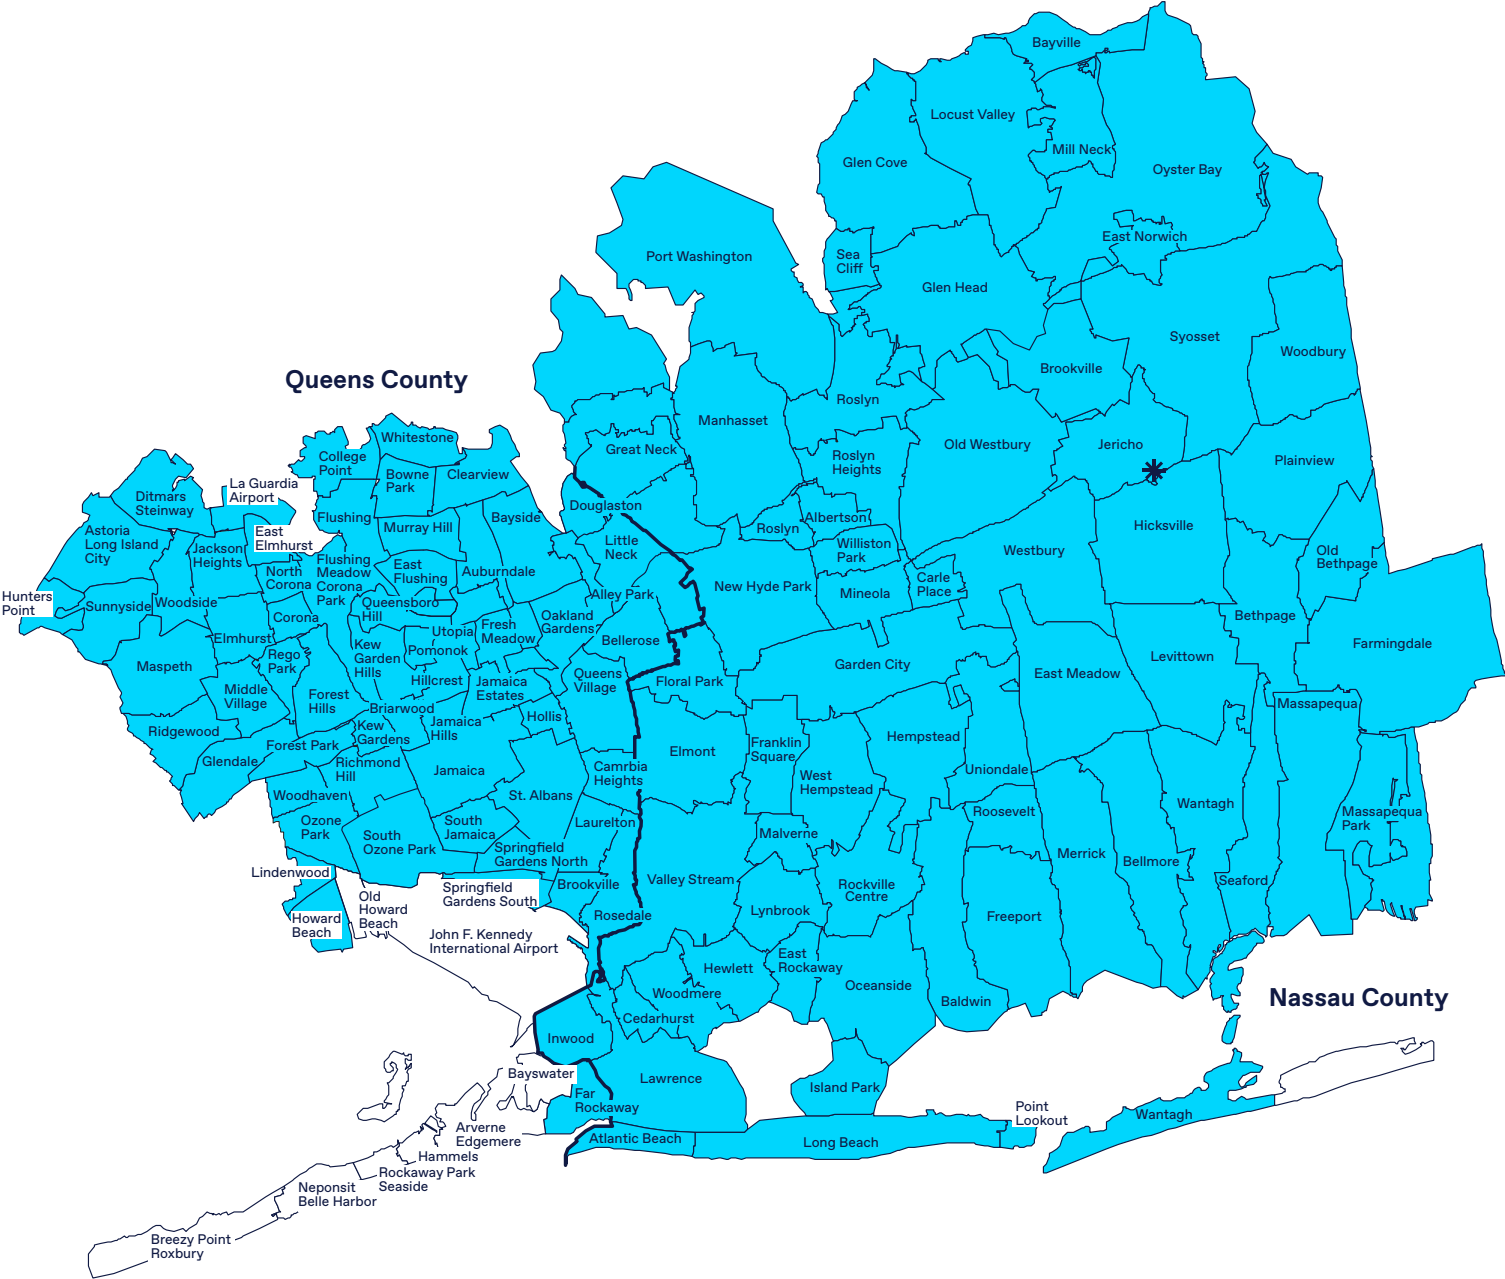 Bayville
Locust Valley
Mill Neck
Glen Cove
Oyster Bay
East Norwich
Port Washington
Sea
Cliff
Glen Head
Syosset
Woodbury
Brookville
Queens County
Roslyn
Manhasset
Old Westbury
Jericho
Plainview
Great Neck
Roslyn
Heights
Whitestone
College
Point
Bowne
Park
Clearview
La Guardia
Airport
Ditmars
Steinway
Douglaston
Bayside
Flushing
Murray Hill
Roslyn
Albertson
Hicksville
Astoria
Long Island
City
East
Elmhurst
Jackson
Heights
Little
Neck
Williston
Park
Westbury
Old
Bethpage
Flushing
Meadow
Corona
Park
North
Corona
East
Flushing
Auburndale
New Hyde Park
Mineola
Carle
Place
Hunters
Point
Sunnyside
Woodside
Alley Park
Queensboro
Hill
Corona
Oakland
Gardens
Bethpage
Elmhurst
Utopia
Pomonok
Fresh
Meadow
Bellerose
Farmingdale
Maspeth
Rego
Park
Kew
Garden
Hills
Garden City
Levittown
East Meadow
Hillcrest
Jamaica
Estates
Queens
Village
Floral Park
Middle
Village
Forest
Hills
Briarwood
Massapequa
Ridgewood
Kew
Gardens
Jamaica
Hills
Hollis
Forest Park
Glendale
Elmont
Franklin
Square
Hempstead
Richmond
Hill
Jamaica
Camrbia
Heights
West
Hempstead
Uniondale
Woodhaven
St. Albans
Wantagh
Ozone
Park
South
Ozone Park
South
Jamaica
Laurelton
Malverne
Roosevelt
Massapequa
Park
Springfield
Gardens North
Merrick
Bellmore
Lindenwood
Springfield
Gardens South
Brookville
Valley Stream
Rockville
Centre
Seaford
Old
Howard
Beach
Howard
Beach
Rosedale
Lynbrook
Freeport
John F. Kennedy
International Airport
Hewlett
East
Rockaway
Oceanside
Woodmere
Baldwin
Nassau County
Cedarhurst
Inwood
Bayswater
Lawrence
Island Park
Far
Rockaway
Point
Lookout
Wantagh
Arverne
Edgemere
Atlantic Beach
Long Beach
Hammels
Rockaway Park
Seaside
Neponsit
Belle Harbor
Breezy Point
Roxbury